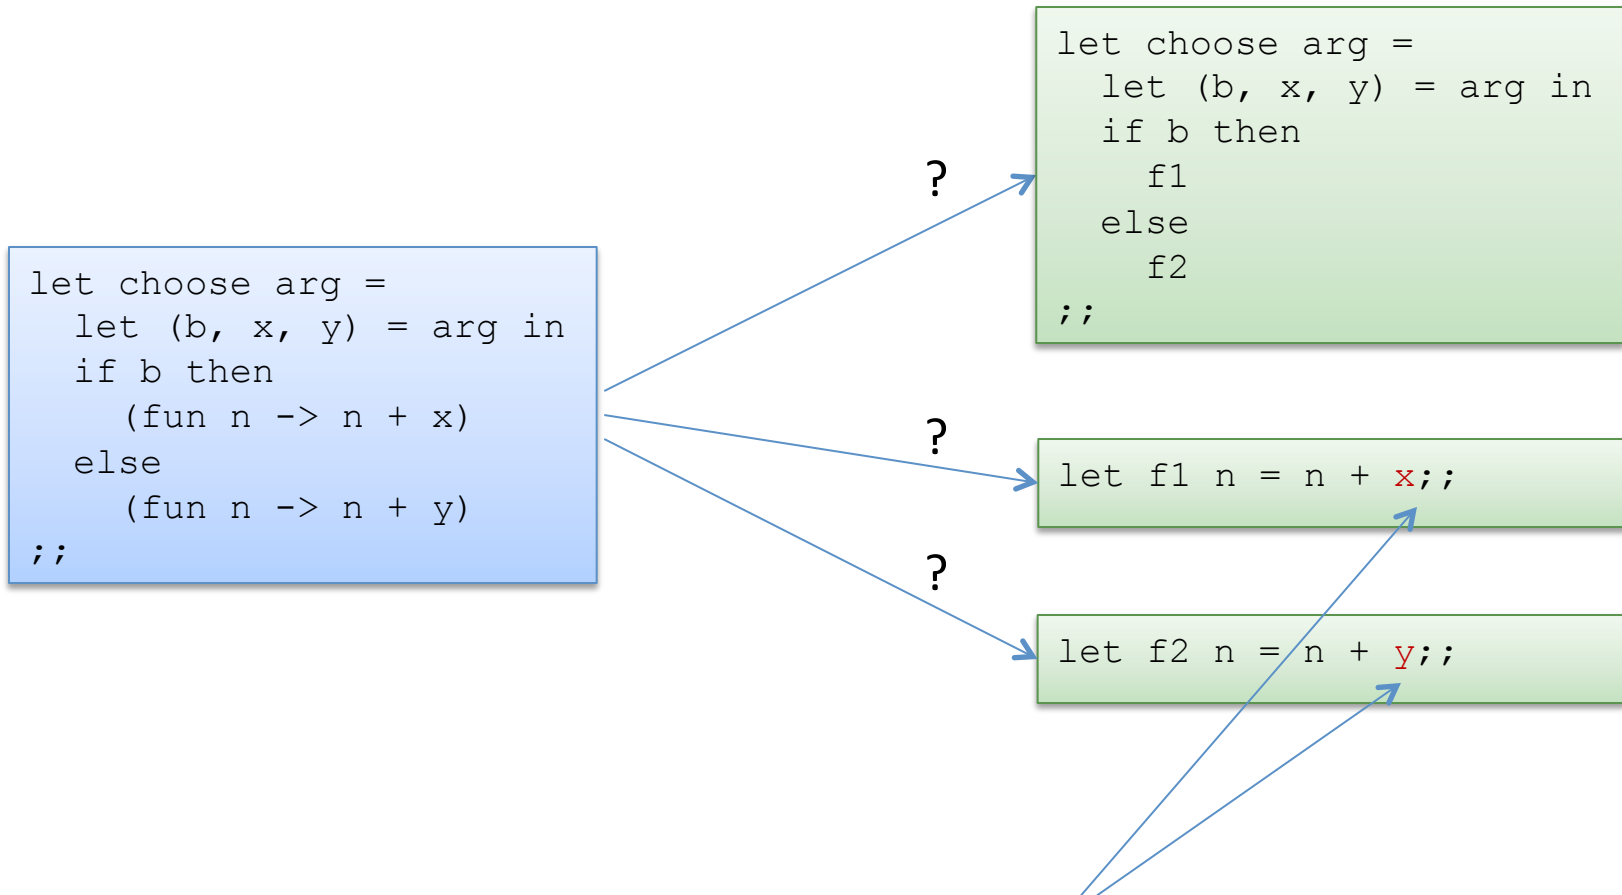 let choose arg =
  let (b, x, y) = arg in
  if b then
    (fun n -> n + x)
  else
    (fun n -> n + y)
;;
?
?
?
let choose arg =
  let (b, x, y) = arg in
  if b then
    f1
  else
    f2
;;
let f1 n = n + x;;
let f2 n = n + y;;